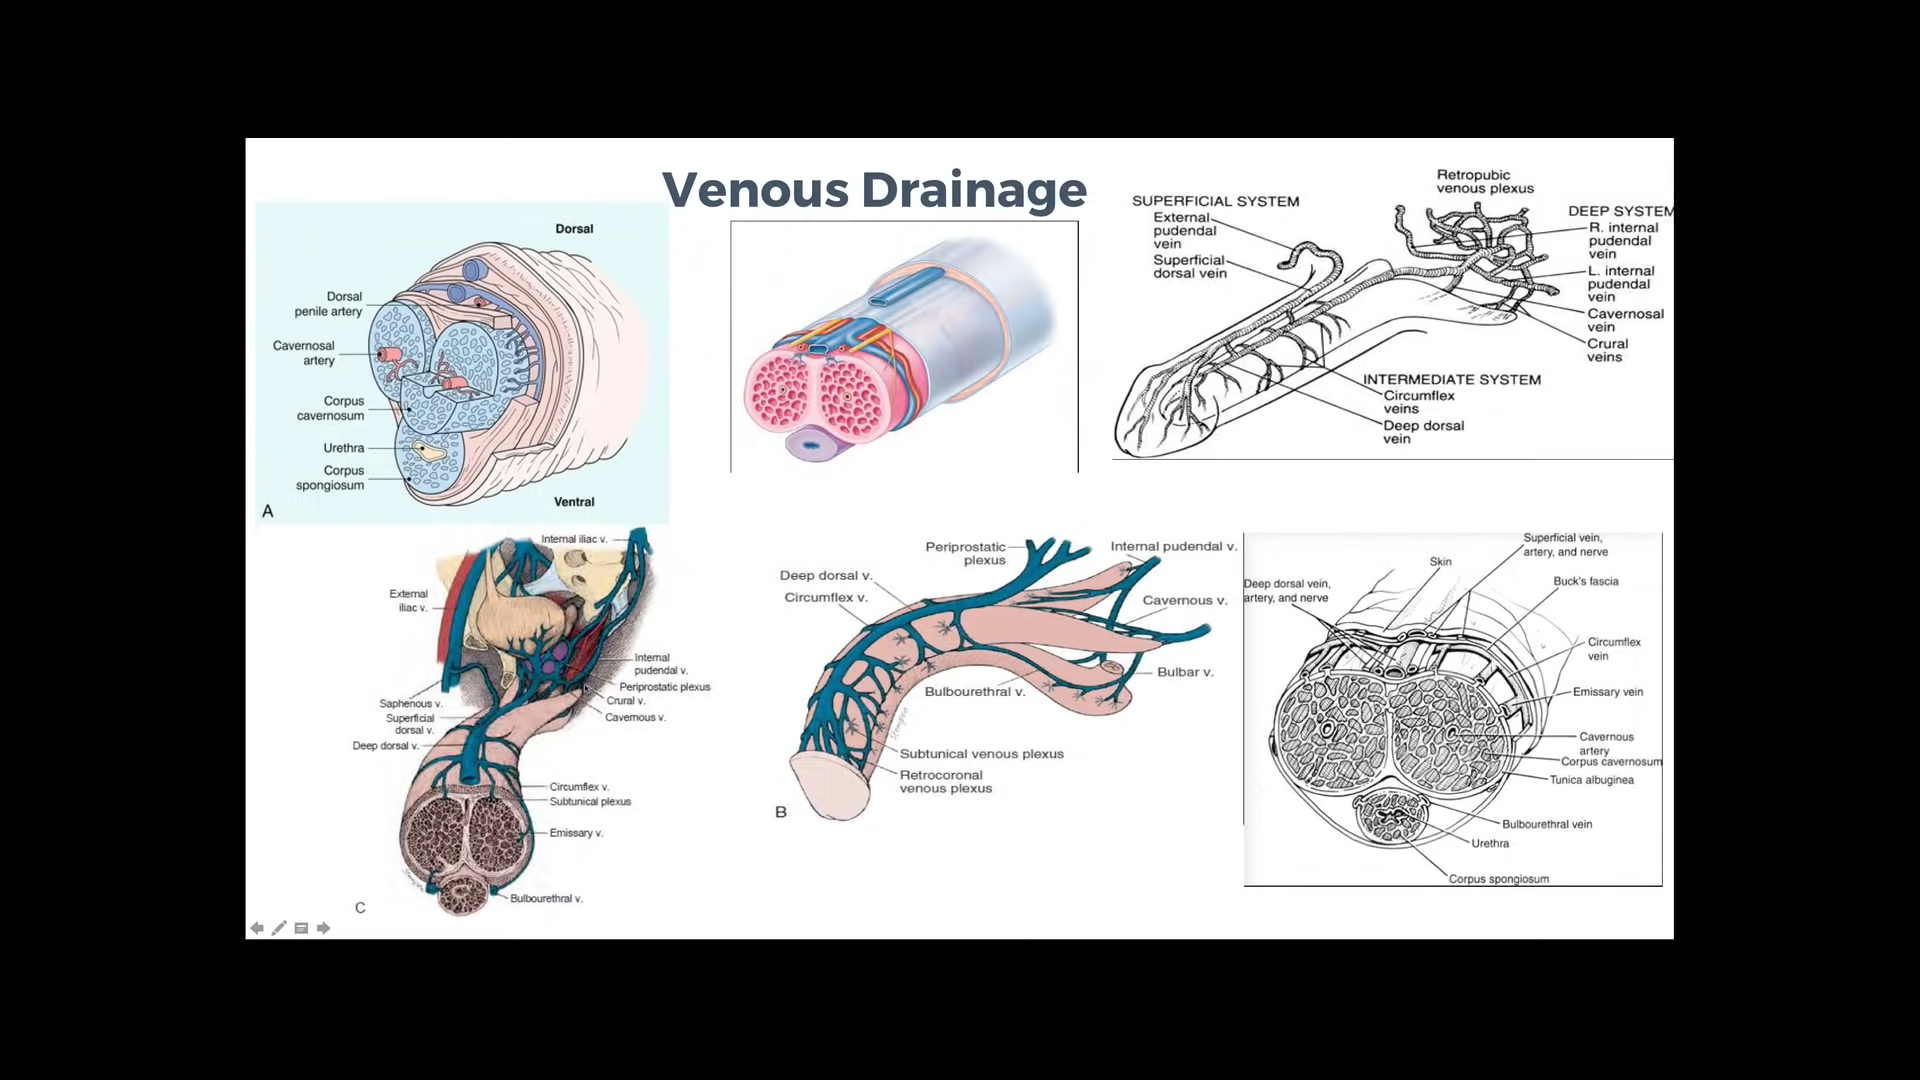 Venous Drainage
Dorsal
Dorsal
penile artery
Cavernosal
artery
Corpus
cavernosum
Urethra
Corpus
spongiosum
Ventral
A
SUPERFICIAL SYSTEM
External
pudendal
vein
Superficial
dorsal vein
Retropubic
venous plexus
DEEP SYSTEM
R. internal
pudendal
vein
L. internal
pudendal
vein
Cavernosal
vein
Crural
veins
INTERMEDIATE SYSTEM
Circumflex
veins
Deep dorsal
vein
Internal iliac v.
External
iliac v.
Internal
pudendal v.
Periprostatic plexus
Crural v.
Cavernous v.
Saphenous v.
Superficial
dorsal v.
Deep dorsal v.
Circumflex v.
Subtunical plexus
Emissary v.
Bulbourethral v.
C
Periprostatic
plexus
Internal pudendal v.
Deep dorsal v.
Circumflex v.
Cavernous v.
Bulbar v.
Bulbourethral v.
Subtunical venous plexus
Retrocoronal
venous plexus
B
Superficial vein,
artery, and nerve
Skin
Buck's fascia
Deep dorsal vein,
artery, and nerve
Circumflex
vein
Emissary vein
Cavernous
artery
Corpus cavernosum
Tunica albuginea
Bulbourethral vein
Urethra
Corpus spongiosum